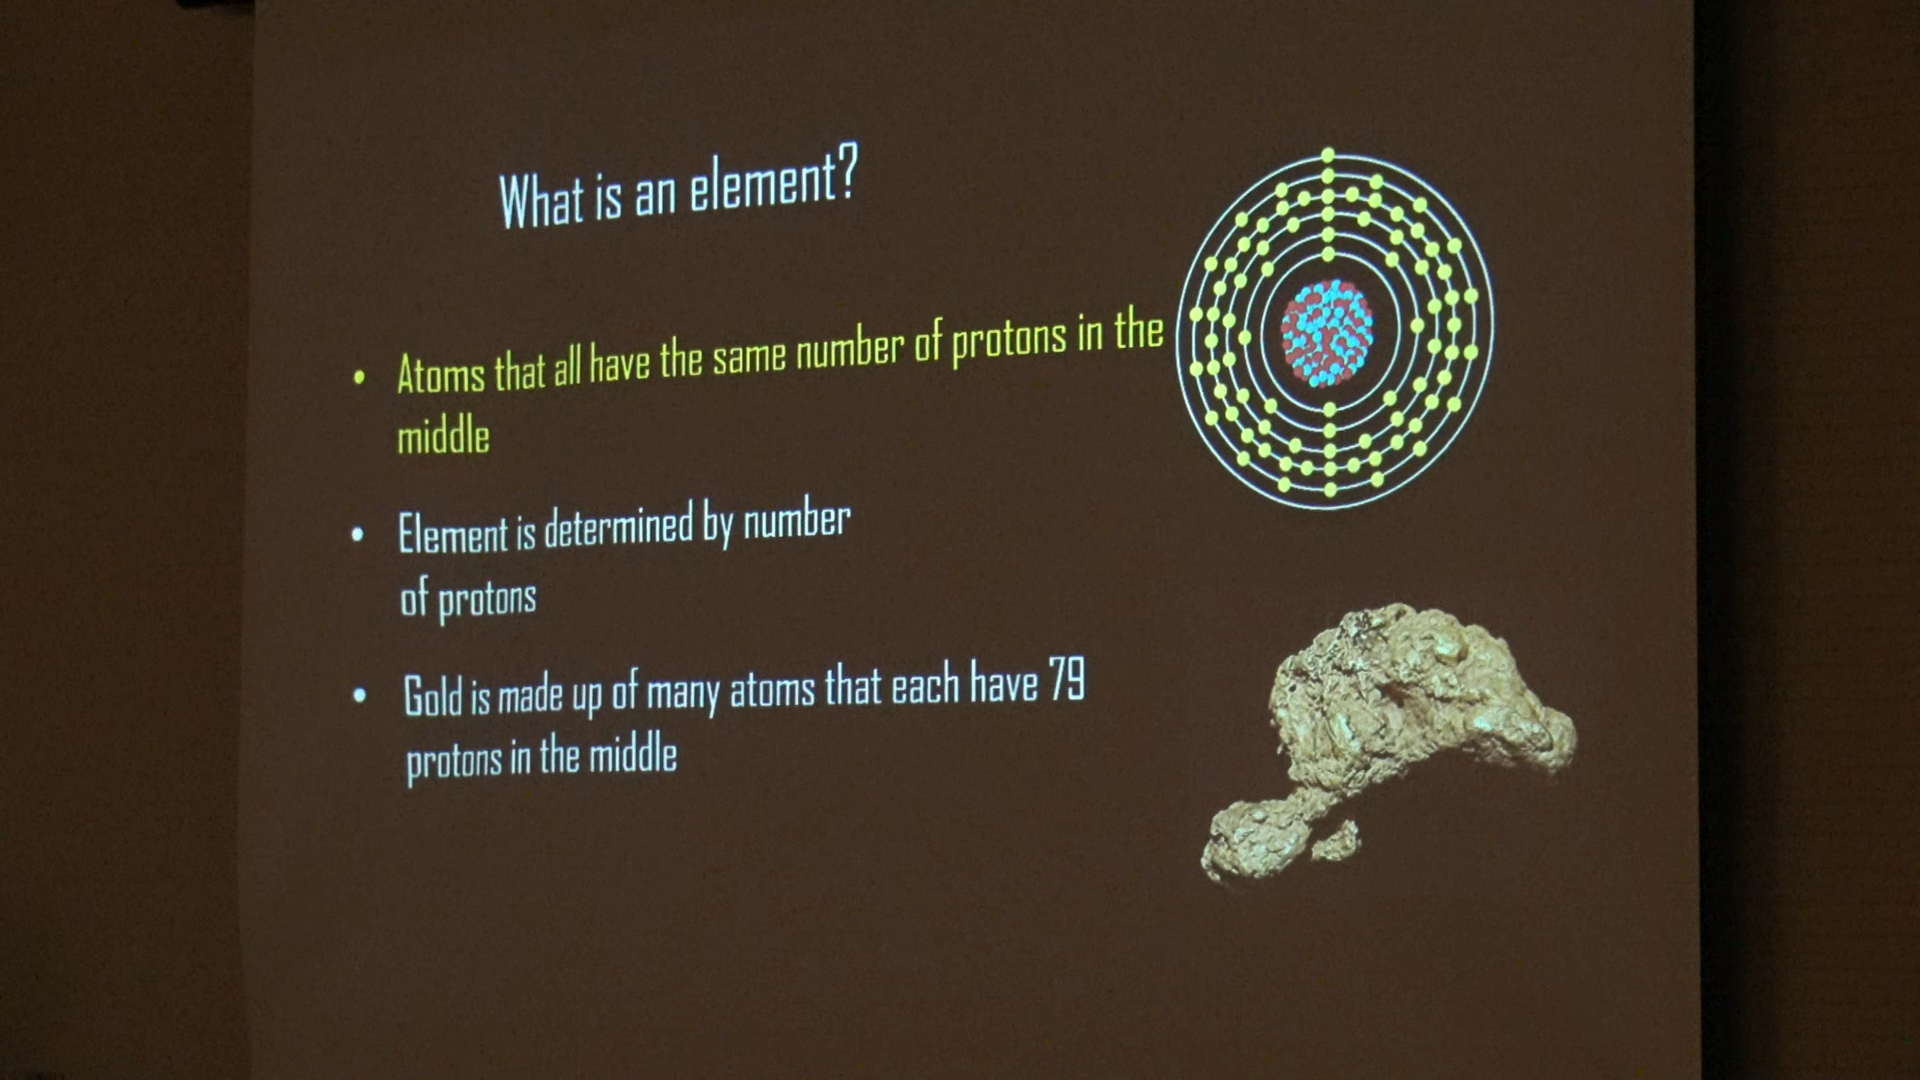 What is an element?
• Atoms that all have the same number of protons in the
middle
• Element is determined by number
of protons
• Gold is made up of many atoms that each have 79
protons in the middle